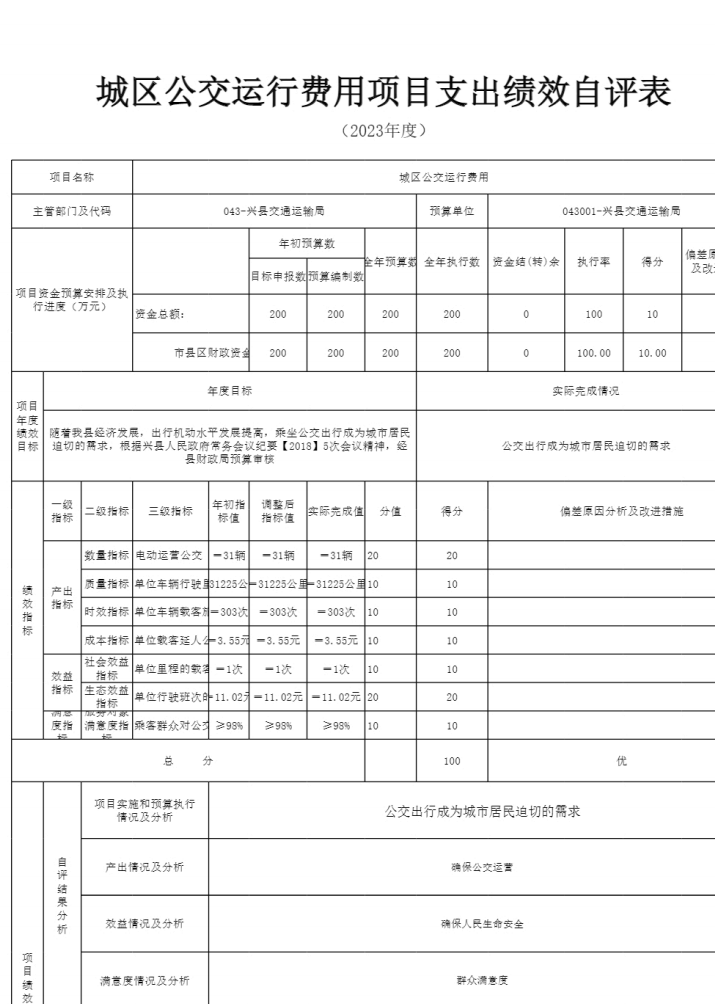 城区公交运行费用项目支出绩效自评表
（2023年度）
项目名称 城区公交运行费用
主管部门及代码 043-兴县交通运输局 预算单位 043001-兴县交通运输局
项目资金预算安排及执
行进度（万元）
年初预算数 全年预算数 全年执行数 资金结(转)余 执行率 得分
目标申报数 预算编制数
资金总额: 200 200 200 200 0 100 10
市县区财政资金 200 200 200 200 0 100.00 10.00
项目
年度
绩效
目标
年度目标 实际完成情况
随着我县经济发展，出行机动水平发展提高，乘坐公交出行成为城市居民
迫切的需求，根据兴县人民政府常务会议纪要【2018】5次会议精神，经
县财政局预算审核
公交出行成为城市居民迫切的需求
绩
效
指
标
一级
指标
二级指标 三级指标
年初指
标值
调整后
指标值
实际完成值 分值 得分 偏差原因分析及改进措施
产出
指标
数量指标 电动运营公交 ＝31辆 ＝31辆 ＝31辆 20 20
质量指标 单位车辆行驶 31225公 ＝31225公里 ＝31225公里 10 10
时效指标 单位车辆载客 ＝303次 ＝303次 ＝303次 10 10
成本指标 单位载客延人 ＝3.55元 ＝3.55元 ＝3.55元 10 10
效益
指标
社会效益
指标
单位里程的载 ＝1次 ＝1次 ＝1次 10 10
生态效益
指标
单位行驶班次 11.02 ＝11.02元 ＝11.02元 20 20
满意
度指
标
服务对象
满意度指
标
乘客群众对公交 ≥98% ≥98% ≥98% 10 10
总 分 100 优
项
目
绩
效
自
评
结
果
分
析
项目实施和预算执行
情况及分析
公交出行成为城市居民迫切的需求
产出情况及分析 确保公交运营
效益情况及分析 确保人民生命安全
满意度情况及分析 群众满意度